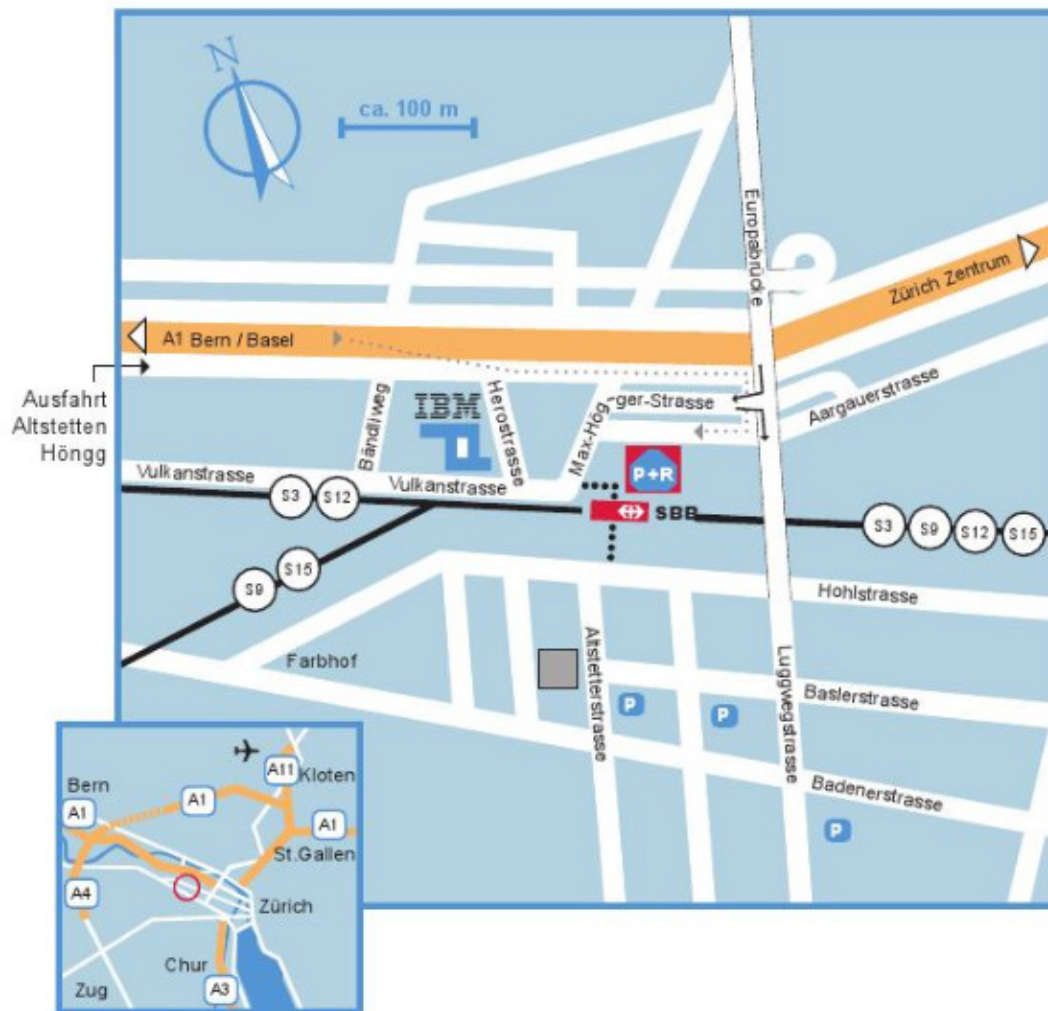 N
ca. 100 m
Europabrücke
Zürich Zentrum
A1 Bern / Basel
Ausfahrt
Altstetten
Höngg
Bändliweg
IBM
Herostrasse
Max-Hög-
ger-Strasse
Aargauerstrasse
P+R
Vulkanstrasse
Vulkanstrasse
S3
S12
SBB
S3
S9
S12
S15
S9
S15
Hohlstrasse
Farbhof
Altstetterstrasse
Luggwegstrasse
Baslerstrasse
P
P
Badenerstrasse
P
Bern
A1
A1
A11
Kloten
A1
St.Gallen
A4
Zürich
Chur
Zug
A3